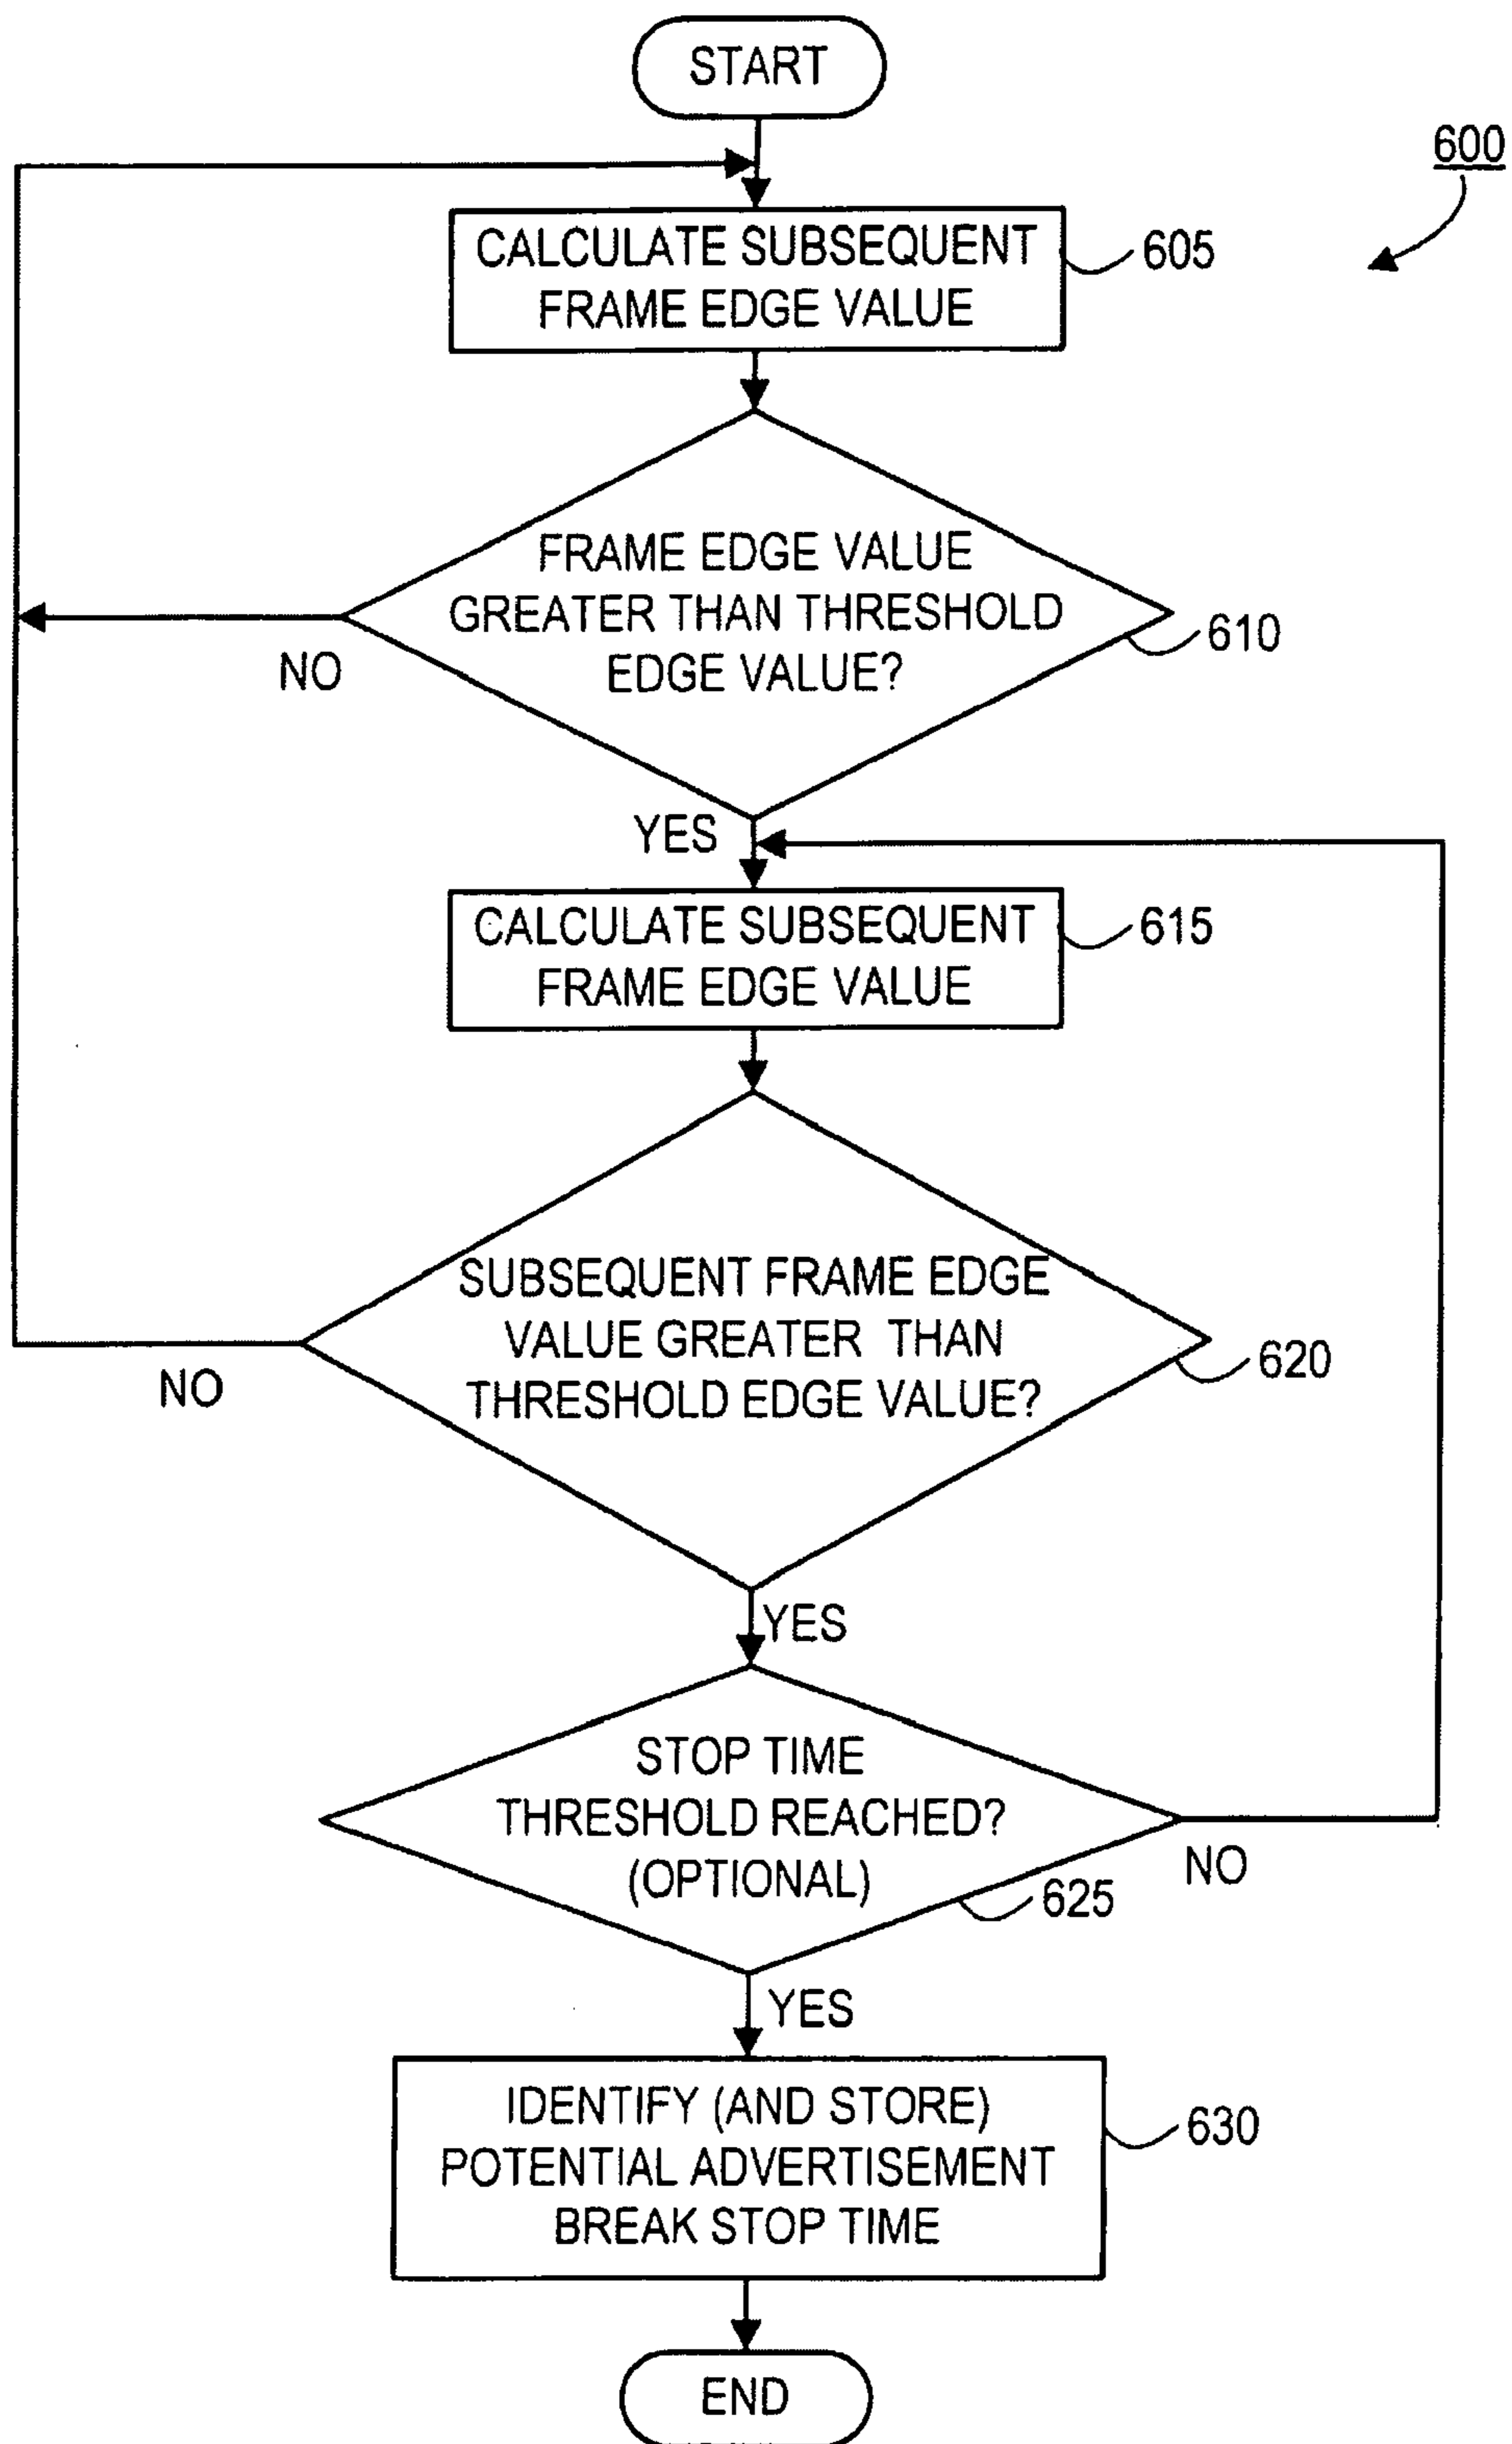 START
600
CALCULATE SUBSEQUENT
FRAME EDGE VALUE
605
FRAME EDGE VALUE
GREATER THAN THRESHOLD
EDGE VALUE?
610
NO
YES
CALCULATE SUBSEQUENT
FRAME EDGE VALUE
615
SUBSEQUENT FRAME EDGE
VALUE GREATER THAN
THRESHOLD EDGE VALUE?
620
NO
YES
STOP TIME
THRESHOLD REACHED?
(OPTIONAL)
625
NO
YES
IDENTIFY (AND STORE)
POTENTIAL ADVERTISEMENT
BREAK STOP TIME
630
END